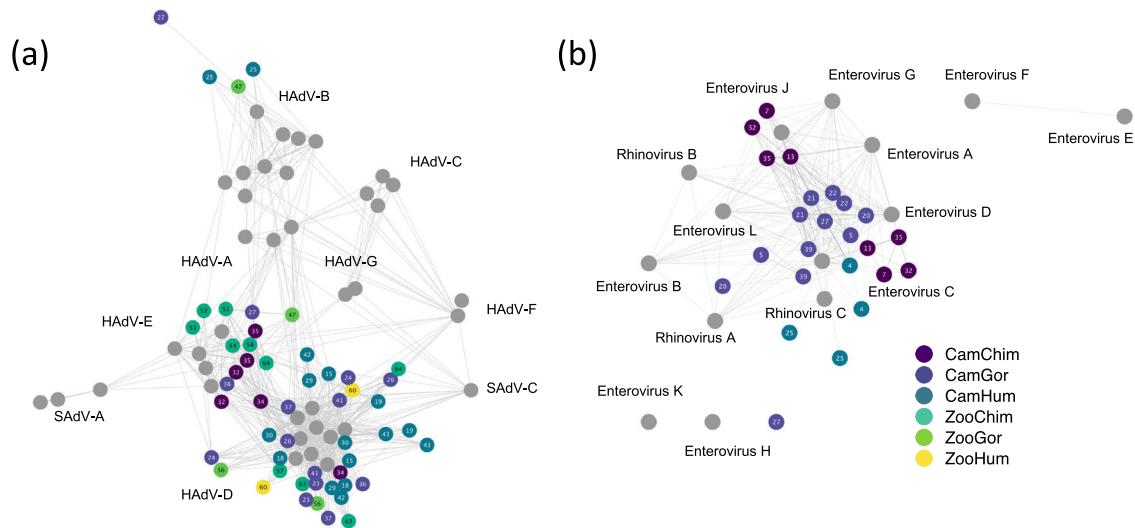 (a)
27
25
25
47
HAdV-B
HAdV-C
HAdV-A
HAdV-G
HAdV-E
HAdV-F
57
27
47
35
54
54
35
64
32
36
32
34
42
29
15
24
60
26
64
41
19
SAdV-C
SAdV-A
37
30
26
30
43
19
43
24
56
18
57
15
34
HAdV-D
60
63
41
23
29
18
36
42
56
37
(b)
Enterovirus G
Enterovirus F
Enterovirus J
7
32
Enterovirus E
35
13
Rhinovirus B
Enterovirus A
21
22
22
21
27
20
Enterovirus D
Enterovirus L
5
5
39
13
35
4
7
32
Enterovirus B
20
39
Enterovirus C
Rhinovirus C
4
Rhinovirus A
25
25
Enterovirus K
27
Enterovirus H
CamChim
CamGor
CamHum
ZooChim
ZooGor
ZooHum